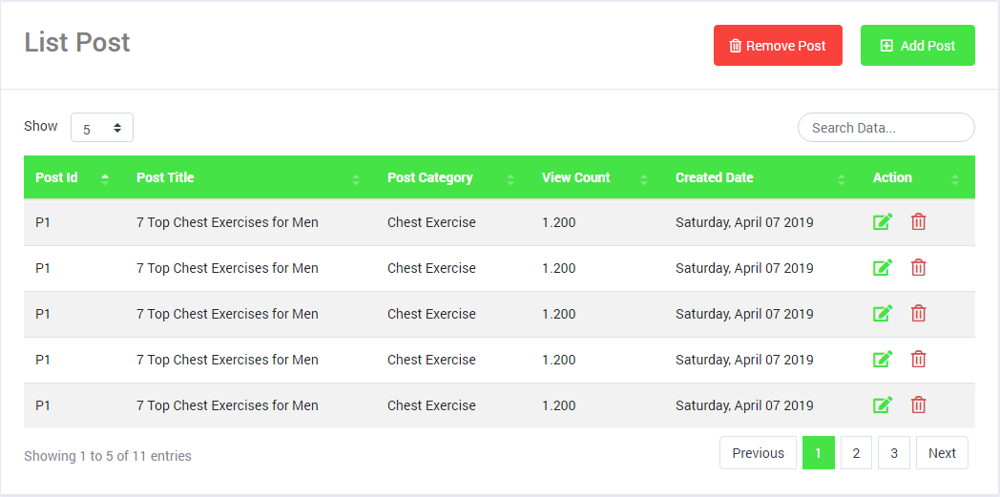 List Post
Remove Post
Add Post
Show 5
Search Data...
Post Id Post Title Post Category View Count Created Date Action
P1 7 Top Chest Exercises for Men Chest Exercise 1.200 Saturday, April 07 2019
P1 7 Top Chest Exercises for Men Chest Exercise 1.200 Saturday, April 07 2019
P1 7 Top Chest Exercises for Men Chest Exercise 1.200 Saturday, April 07 2019
P1 7 Top Chest Exercises for Men Chest Exercise 1.200 Saturday, April 07 2019
P1 7 Top Chest Exercises for Men Chest Exercise 1.200 Saturday, April 07 2019
Showing 1 to 5 of 11 entries
Previous 1 2 3 Next